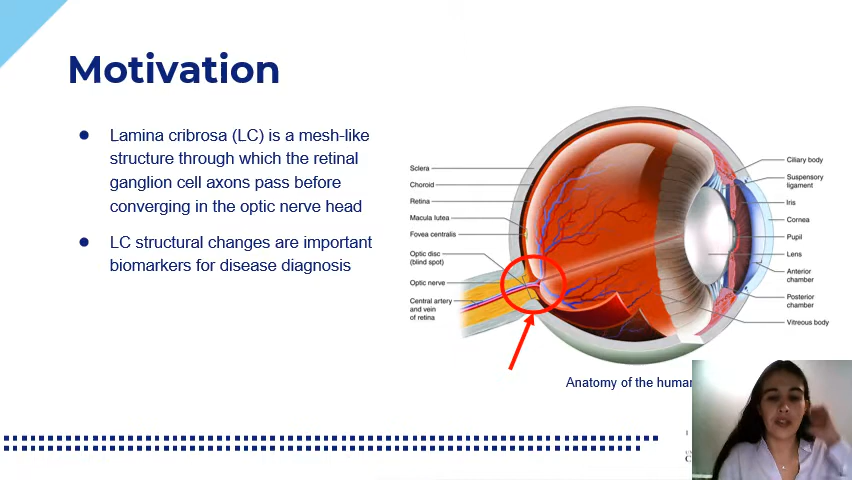 Motivation
Lamina cribrosa (LC) is a mesh-like
structure through which the retinal
ganglion cell axons pass before
converging in the optic nerve head
LC structural changes are important
biomarkers for disease diagnosis
Sclera
Choroid
Retina
Macula lutea
Fovea centralis
Optic disc
(blind spot)
Optic nerve
Central artery
and vein
of retina
Ciliary body
Suspensory
ligament
Iris
Cornea
Pupil
Lens
Anterior
chamber
Posterior
chamber
Vitreous body
Anatomy of the human